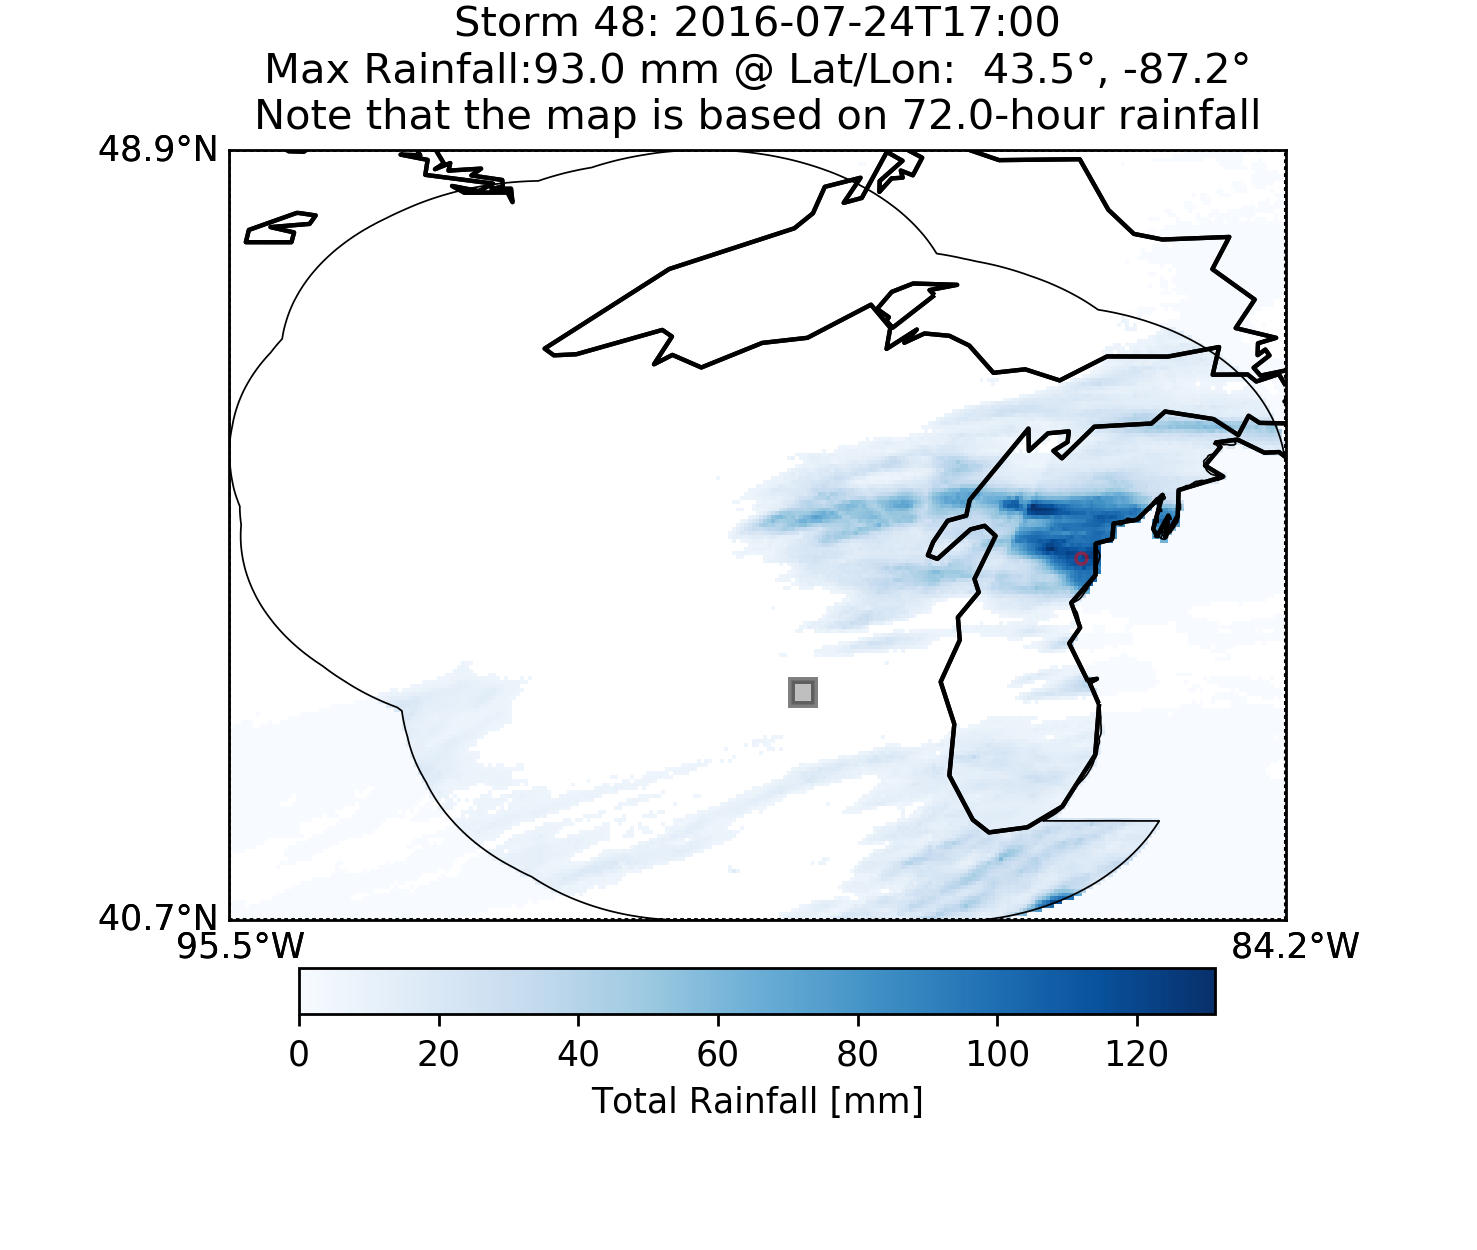 Storm 48: 2016-07-24T17:00
Max Rainfall:93.0 mm @ Lat/Lon:  43.5°, -87.2°
Note that the map is based on 72.0-hour rainfall
48.9°N
40.7°N
95.5°W 84.2°W
0 20 40 60 80 100 120
Total Rainfall [mm]